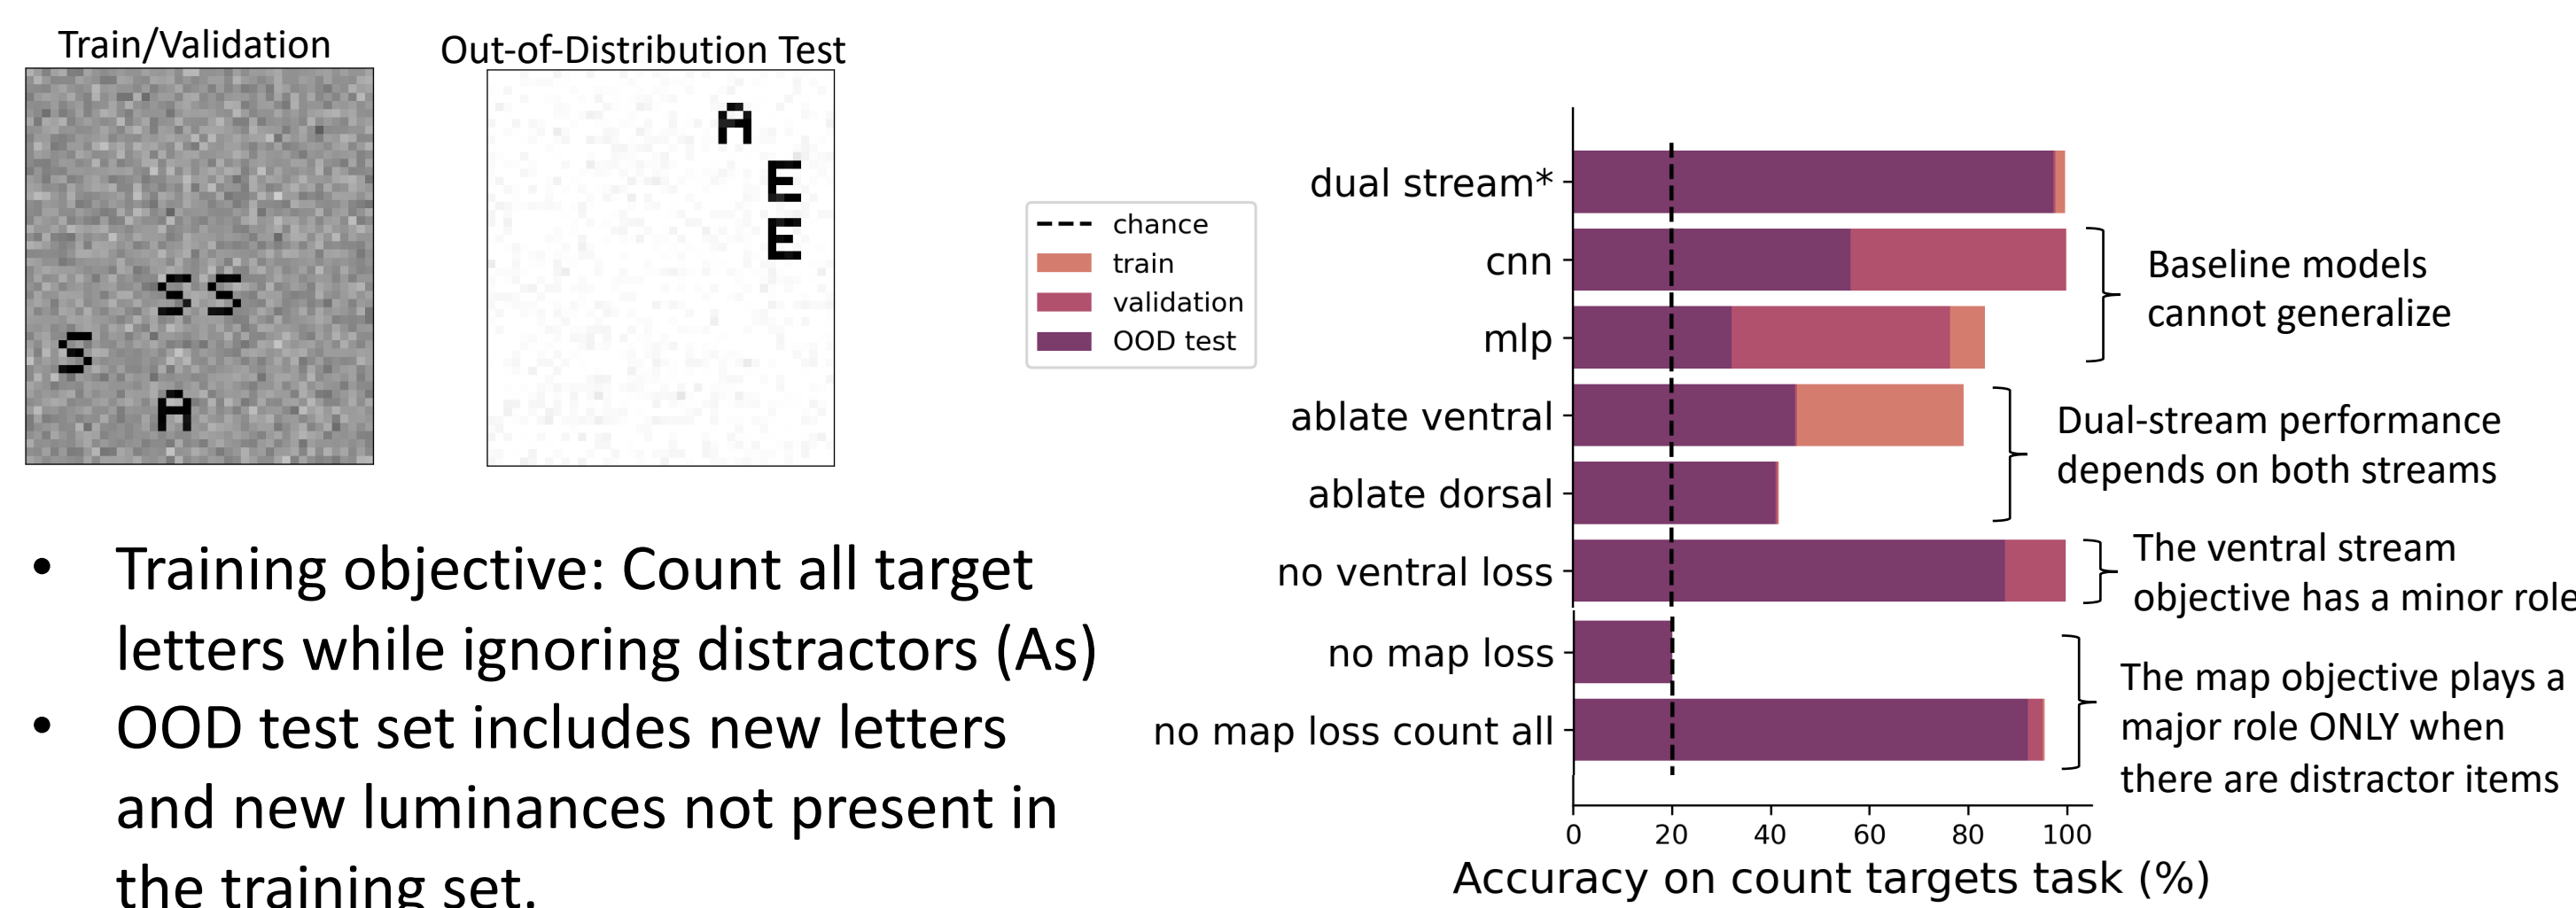 Train/Validation
Out-of-Distribution Test
S S
S
A
A
E
E
• Training objective: Count all target
letters while ignoring distractors (As)
• OOD test set includes new letters
and new luminances not present in
the training set.
chance
train
validation
OOD test
dual stream*
cnn
mlp
ablate ventral
ablate dorsal
no ventral loss
no map loss
no map loss count all
0 20 40 60 80 100
Accuracy on count targets task (%)
Baseline models
cannot generalize
Dual-stream performance
depends on both streams
The ventral stream
objective has a minor role
The map objective plays a
major role ONLY when
there are distractor items